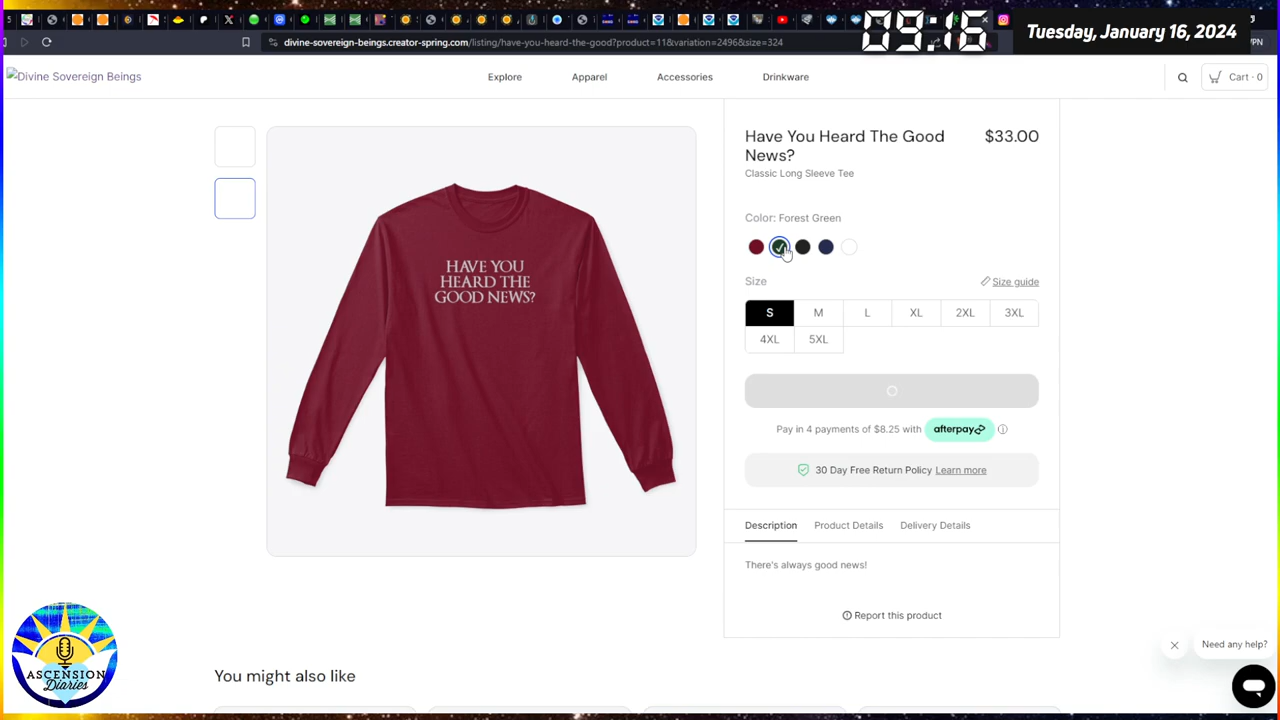 09:15
Tuesday, January 16, 2024
divine-sovereign-beings.creator-spring.com/listing/have-you-heard-the-good?product=11&variation=2496&size=324
VPN
Divine Sovereign Beings
Explore
Apparel
Accessories
Drinkware
Cart · 0
HAVE YOU
HEARD THE
GOOD NEWS?
Have You Heard The Good
News?
$33.00
Classic Long Sleeve Tee
Color: Forest Green
Size
Size guide
S M L XL 2XL 3XL
4XL 5XL
Pay in 4 payments of $8.25 with afterpay
30 Day Free Return Policy Learn more
Description Product Details Delivery Details
There's always good news!
Report this product
Need any help?
ASCENSION
Diaries
You might also like